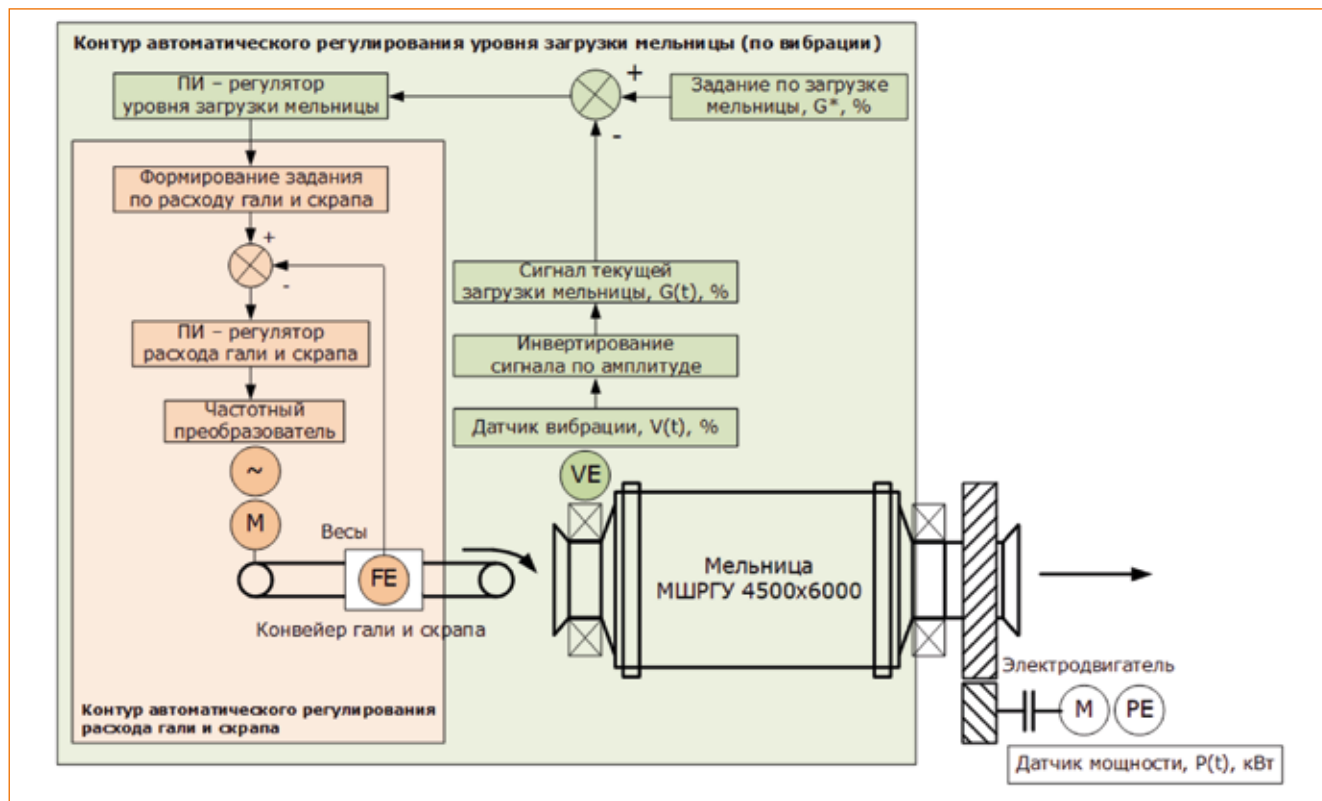 Контур автоматического регулирования уровня загрузки мельницы (по вибрации)
ПИ – регулятор
уровня загрузки мельницы
+
-
Задание по загрузке
мельницы, G*, %
Формирование задания
по расходу гали и скрапа
+
-
Сигнал текущей
загрузки мельницы, G(t), %
ПИ – регулятор
расхода гали и скрапа
Инвертирование
сигнала по амплитуде
Частотный
преобразователь
Датчик вибрации, V(t), %
~
VE
M
Весы
FE
Конвейер гали и скрапа
Мельница
МШРГУ 4500х6000
Электродвигатель
M
PE
Датчик мощности, P(t), кВт
Контур автоматического регулирования
расхода гали и скрапа